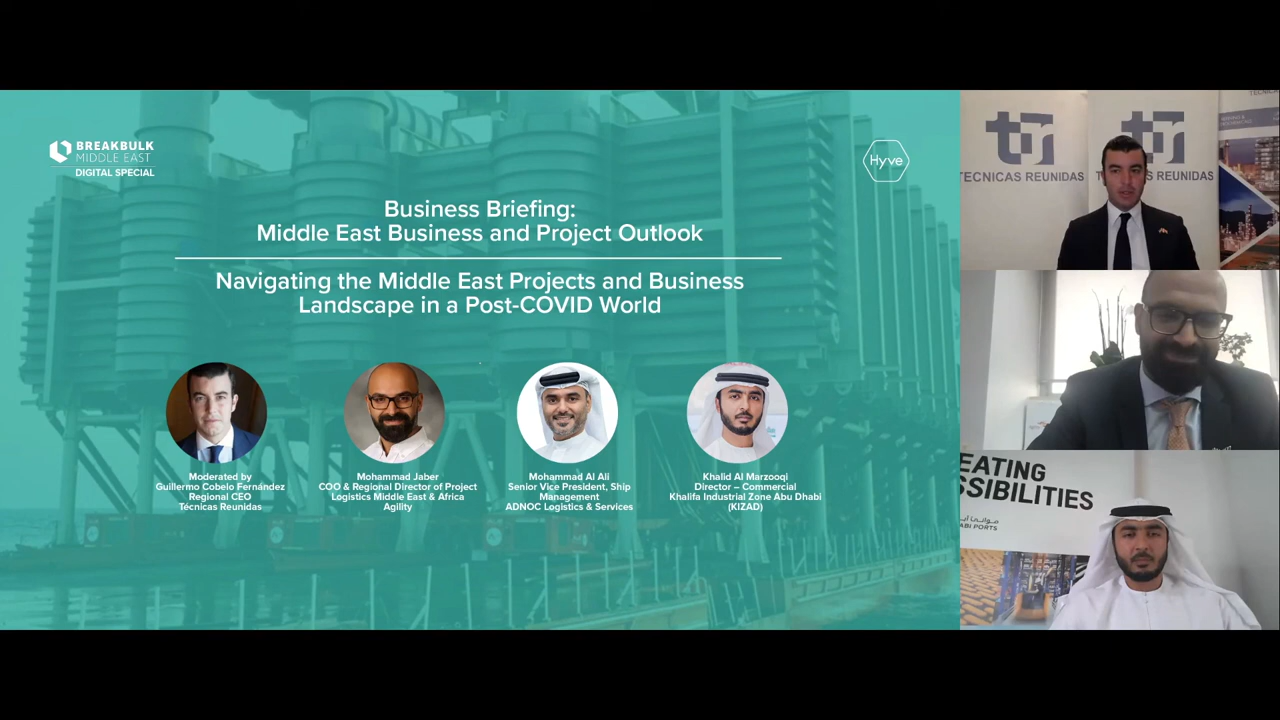 BREAKBULK
MIDDLE EAST
DIGITAL SPECIAL
Hyve
Business Briefing:
Middle East Business and Project Outlook
Navigating the Middle East Projects and Business
Landscape in a Post-COVID World
Moderated by
Guillermo Cobelo Fernández
Regional CEO
Técnicas Reunidas
Mohammad Jaber
COO & Regional Director of Project
Logistics Middle East & Africa
Agility
Mohammad Al Ali
Senior Vice President, Ship
Management
ADNOC Logistics & Services
Khalid Al Marzooqi
Director – Commercial
Khalifa Industrial Zone Abu Dhabi
(KIZAD)
tr
TECNICAS REUNIDAS
tr
TECNICAS REUNIDAS
EATING
SSIBILITIES
ABI PORTS